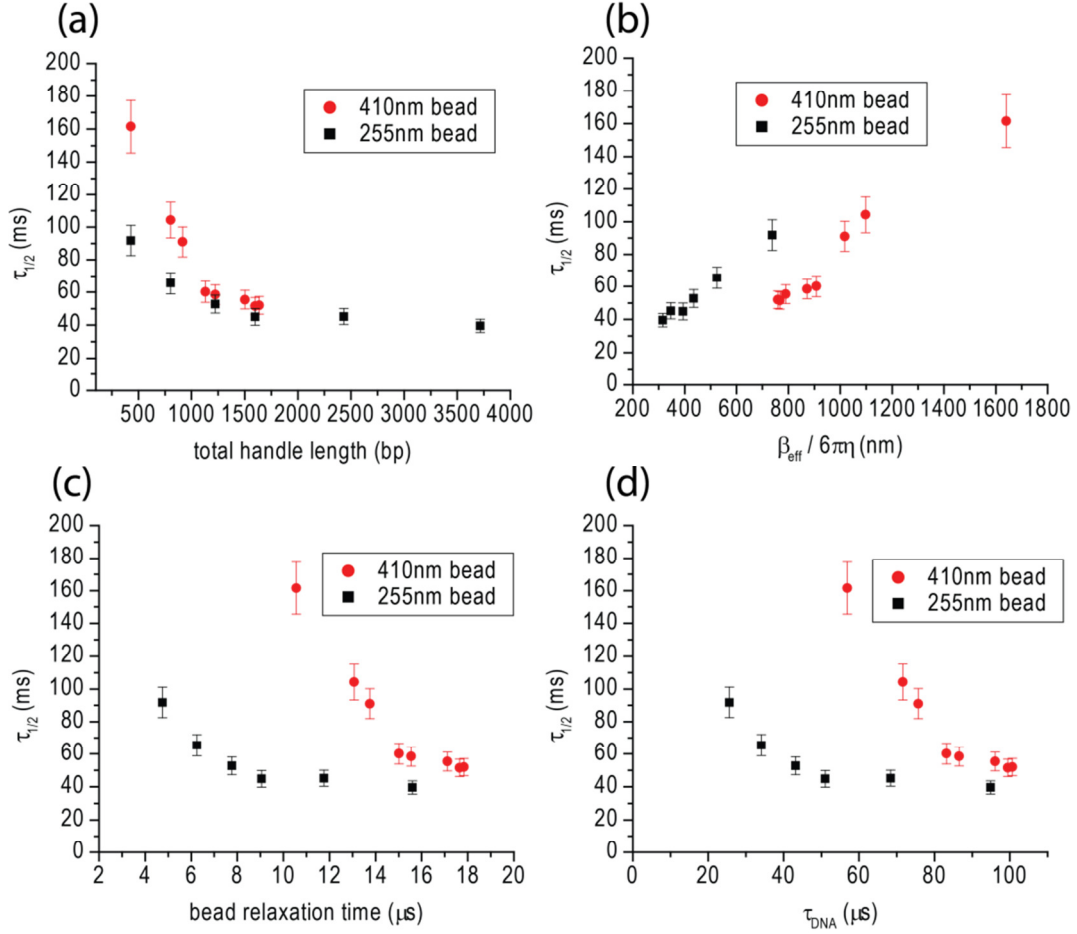 (a)
200
180
160
140
120
100
80
60
40
20
0
τ1/2 (ms)
410nm bead
255nm bead
500 1000 1500 2000 2500 3000 3500 4000
total handle length (bp)
(b)
200
180
160
140
120
100
80
60
40
20
0
τ1/2 (ms)
410nm bead
255nm bead
200 400 600 800 1000 1200 1400 1600 1800
βeff / 6πη (nm)
(c)
200
180
160
140
120
100
80
60
40
20
0
τ1/2 (ms)
410nm bead
255nm bead
2 4 6 8 10 12 14 16 18 20
bead relaxation time (μs)
(d)
200
180
160
140
120
100
80
60
40
20
0
τ1/2 (ms)
410nm bead
255nm bead
0 20 40 60 80 100
τDNA (μs)